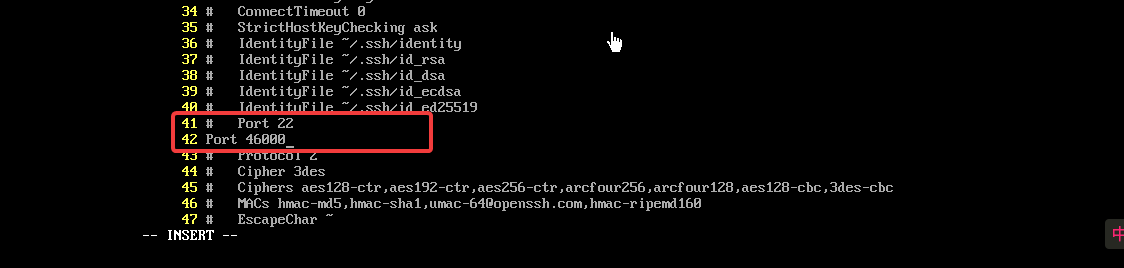 34 #   ConnectTimeout 0
35 #   StrictHostKeyChecking ask
36 #   IdentityFile ~/.ssh/identity
37 #   IdentityFile ~/.ssh/id_rsa
38 #   IdentityFile ~/.ssh/id_dsa
39 #   IdentityFile ~/.ssh/id_ecdsa
40 #   IdentityFile ~/.ssh/id_ed25519
41 #   Port 22
42 Port 46000_
43 #   Protocol 2
44 #   Cipher 3des
45 #   Ciphers aes128-ctr,aes192-ctr,aes256-ctr,arcfour256,arcfour128,aes128-cbc,3des-cbc
46 #   MACs hmac-md5,hmac-sha1,umac-64@openssh.com,hmac-ripemd160
47 #   EscapeChar ~
-- INSERT --
中